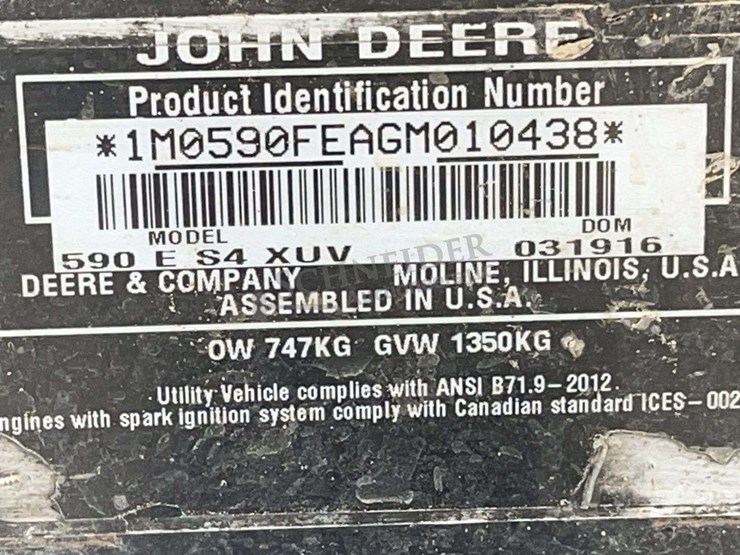 JOHN DEERE
Product Identification Number
*1M0590FEAGM010438*
MODEL DOM
590 E S4 XUV 031916
DEERE & COMPANY MOLINE, ILLINOIS, U.S.A
ASSEMBLED IN U.S.A.
OW 747KG GVW 1350KG
Utility Vehicle complies with ANSI B71.9-2012.
ngines with spark ignition system comply with Canadian standard ICES-002